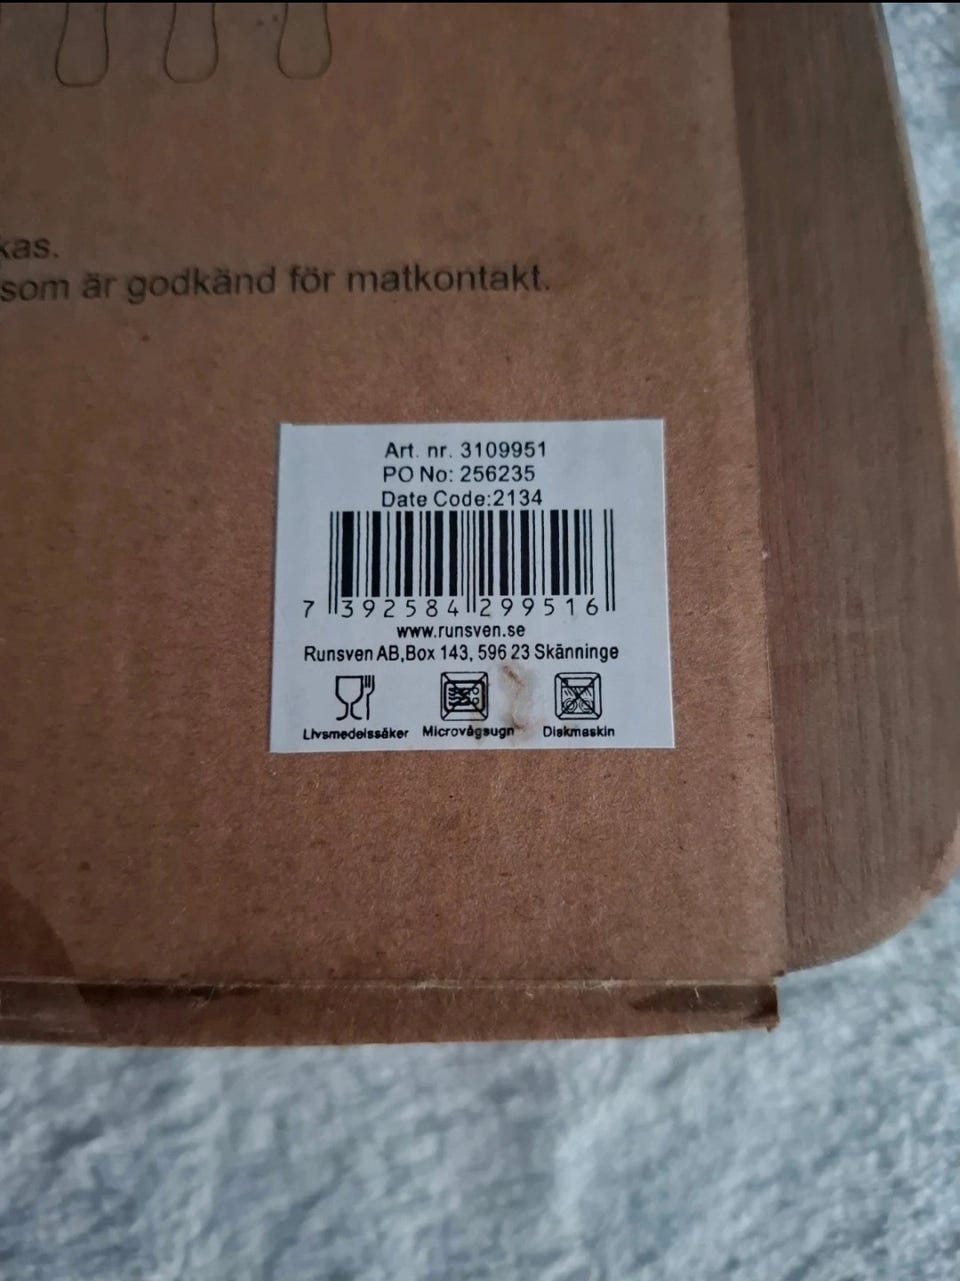 kas.
som är godkänd för matkontakt.
Art. nr. 3109951
PO No: 256235
Date Code:2134
7 392584 299516
www.runsven.se
Runsven AB,Box 143, 596 23 Skänninge
Livsmedelssäker Microvågsugn Diskmaskin